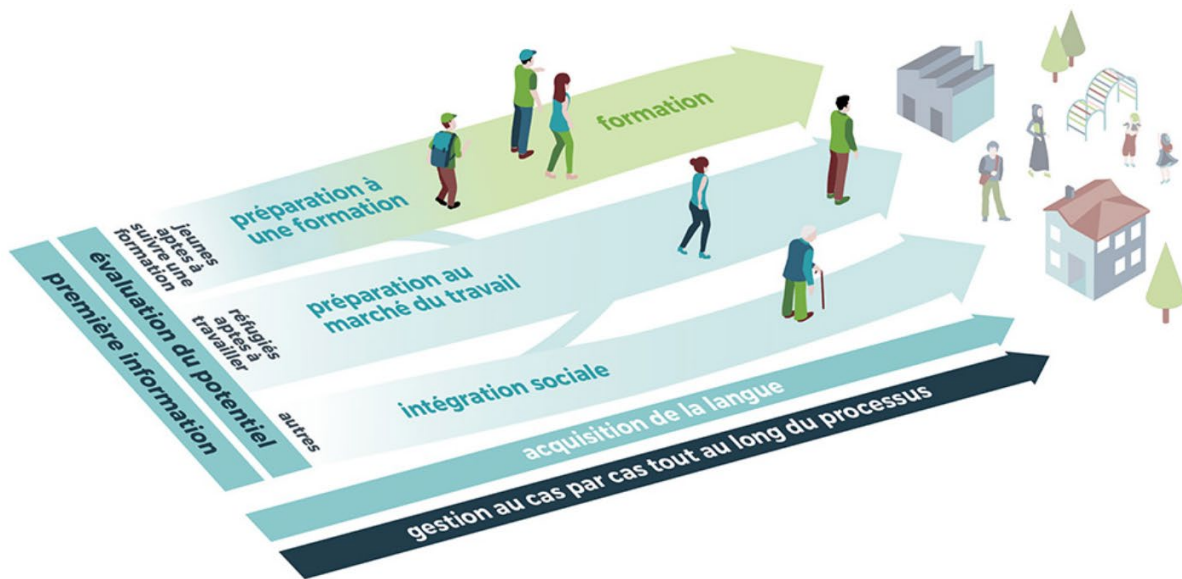 première information
évaluation du potentiel
jeunes
aptes à
suivre une
formation
préparation à
une formation
formation
réfugiés
aptes à
travailler
préparation au
marché du travail
autres
intégration sociale
acquisition de la langue
gestion au cas par cas tout au long du processus